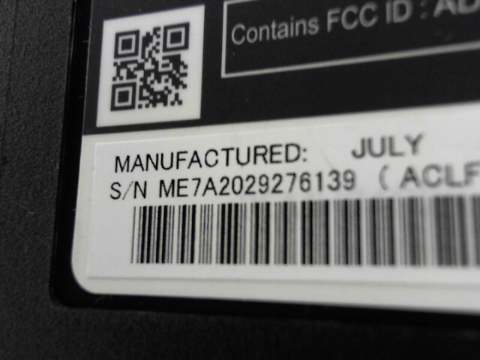 Contains FCC ID : AD
MANUFACTURED: JULY
S/N ME7A2029276139 ( ACLF